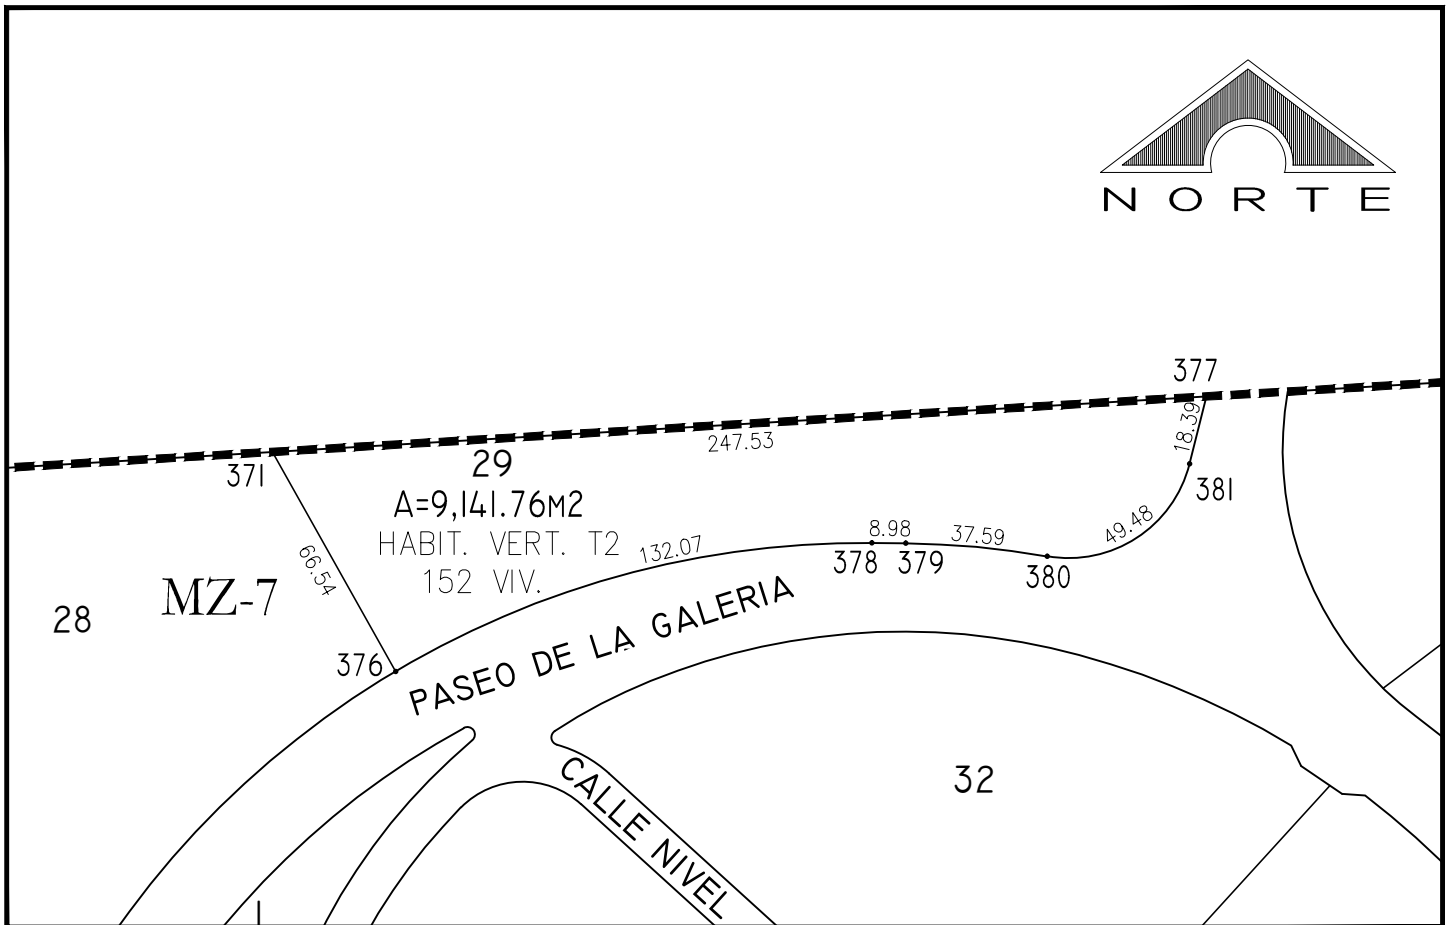 NORTE
377
18.39
247.53
371
29
381
A=9,141.76M2
HABIT. VERT. T2
152 VIV.
132.07
8.98
37.59
49.48
378
379
380
66.54
MZ-7
28
376
PASEO DE LA GALERIA
32
CALLE NIVEL